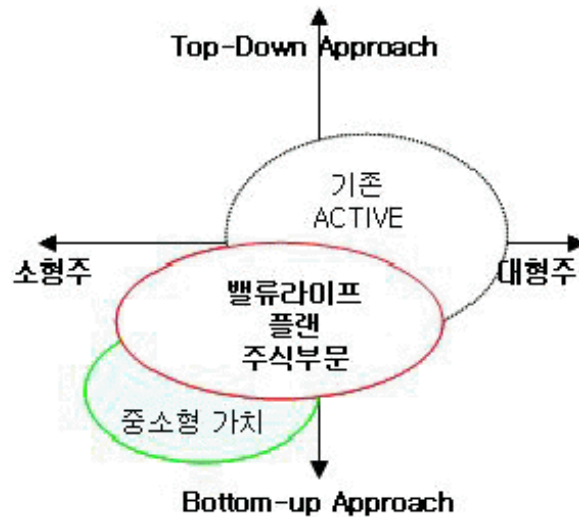 Top-Down Approach
기존
ACTIVE
소형주
대형주
밸류라이프
플랜
주식부문
중소형 가치
Bottom-up Approach